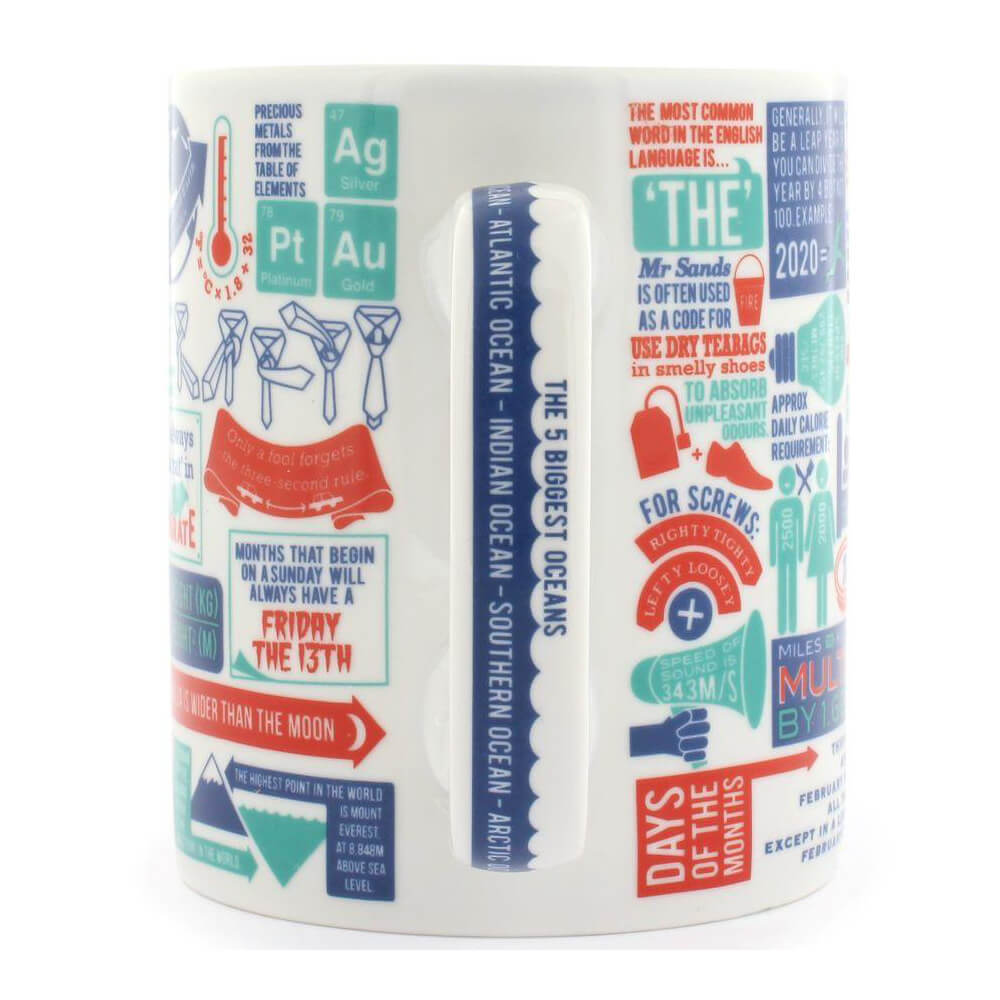 PRECIOUS
METALS
FROM THE
TABLE OF
ELEMENTS
47
Ag
Silver
78
Pt
Platinum
79
Au
Gold
°C x 1.8 + 32
Only a fool forgets
the three-second rule
MONTHS THAT BEGIN
ON A SUNDAY WILL
ALWAYS HAVE A
FRIDAY
THE 13TH
(KG)
(M)
IS WIDER THAN THE MOON
THE HIGHEST POINT IN THE WORLD
IS MOUNT
EVEREST.
AT 8,848M
ABOVE SEA
LEVEL.
IN THE WORLD
ATLANTIC OCEAN - INDIAN OCEAN - SOUTHERN OCEAN - ARCTIC
THE 5 BIGGEST OCEANS
THE MOST COMMON
WORD IN THE ENGLISH
LANGUAGE IS...
'THE'
Mr Sands
IS OFTEN USED
AS A CODE FOR
FIRE
USE DRY TEABAGS
in smelly shoes
TO ABSORB
UNPLEASANT
ODOURS.
+
FOR SCREWS:
RIGHTY TIGHTY
LEFTY LOOSEY
SPEED OF
SOUND IS
343M/S
DAYS
OF THE
MONTHS
GENERALLY
BE A LEAP YEAR
YOU CAN DIVIDE
YEAR BY 4
100. EXAMPLE
2020=
APPROX
DAILY CALORIE
REQUIREMENT:
2500
2000
MILES
BY 1.6
FEBRUARY
ALL
EXCEPT IN A